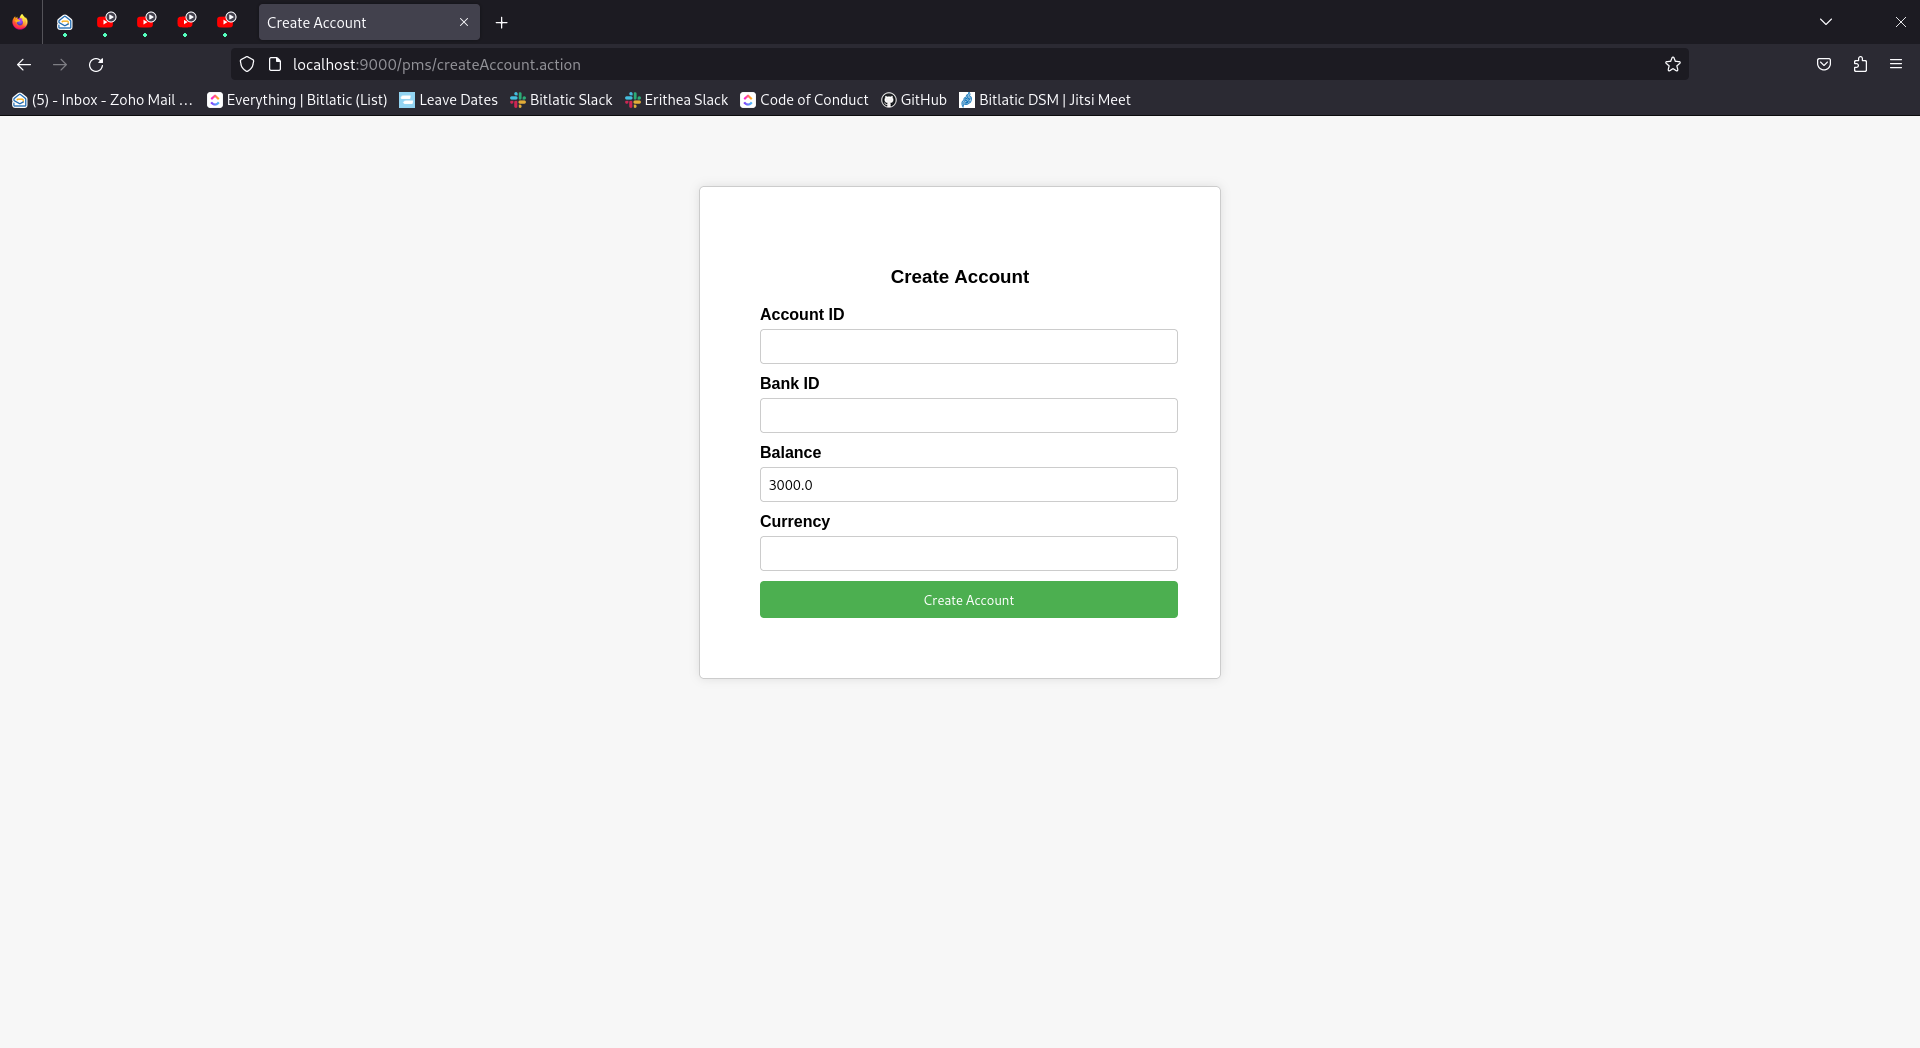 Create Account
localhost:9000/pms/createAccount.action
(5) - Inbox - Zoho Mail ... Everything | Bitlatic (List) Leave Dates Bitlatic Slack Erithea Slack Code of Conduct GitHub Bitlatic DSM | Jitsi Meet
Create Account
Account ID
Bank ID
Balance
3000.0
Currency
Create Account